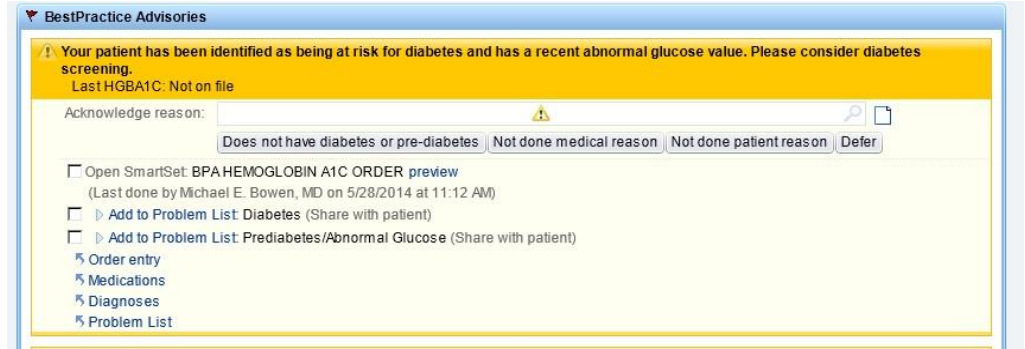 BestPractice Advisories
Your patient has been identified as being at risk for diabetes and has a recent abnormal glucose value. Please consider diabetes
screening.
Last HGBA1C: Not on file
Acknowledge reason:
Does not have diabetes or pre-diabetes Not done medical reason Not done patient reason Defer
Open SmartSet: BPA HEMOGLOBIN A1C ORDER preview
(Last done by Michael E. Bowen, MD on 5/28/2014 at 11:12 AM)
Add to Problem List: Diabetes (Share with patient)
Add to Problem List: Prediabetes/Abnormal Glucose (Share with patient)
Order entry
Medications
Diagnoses
Problem List